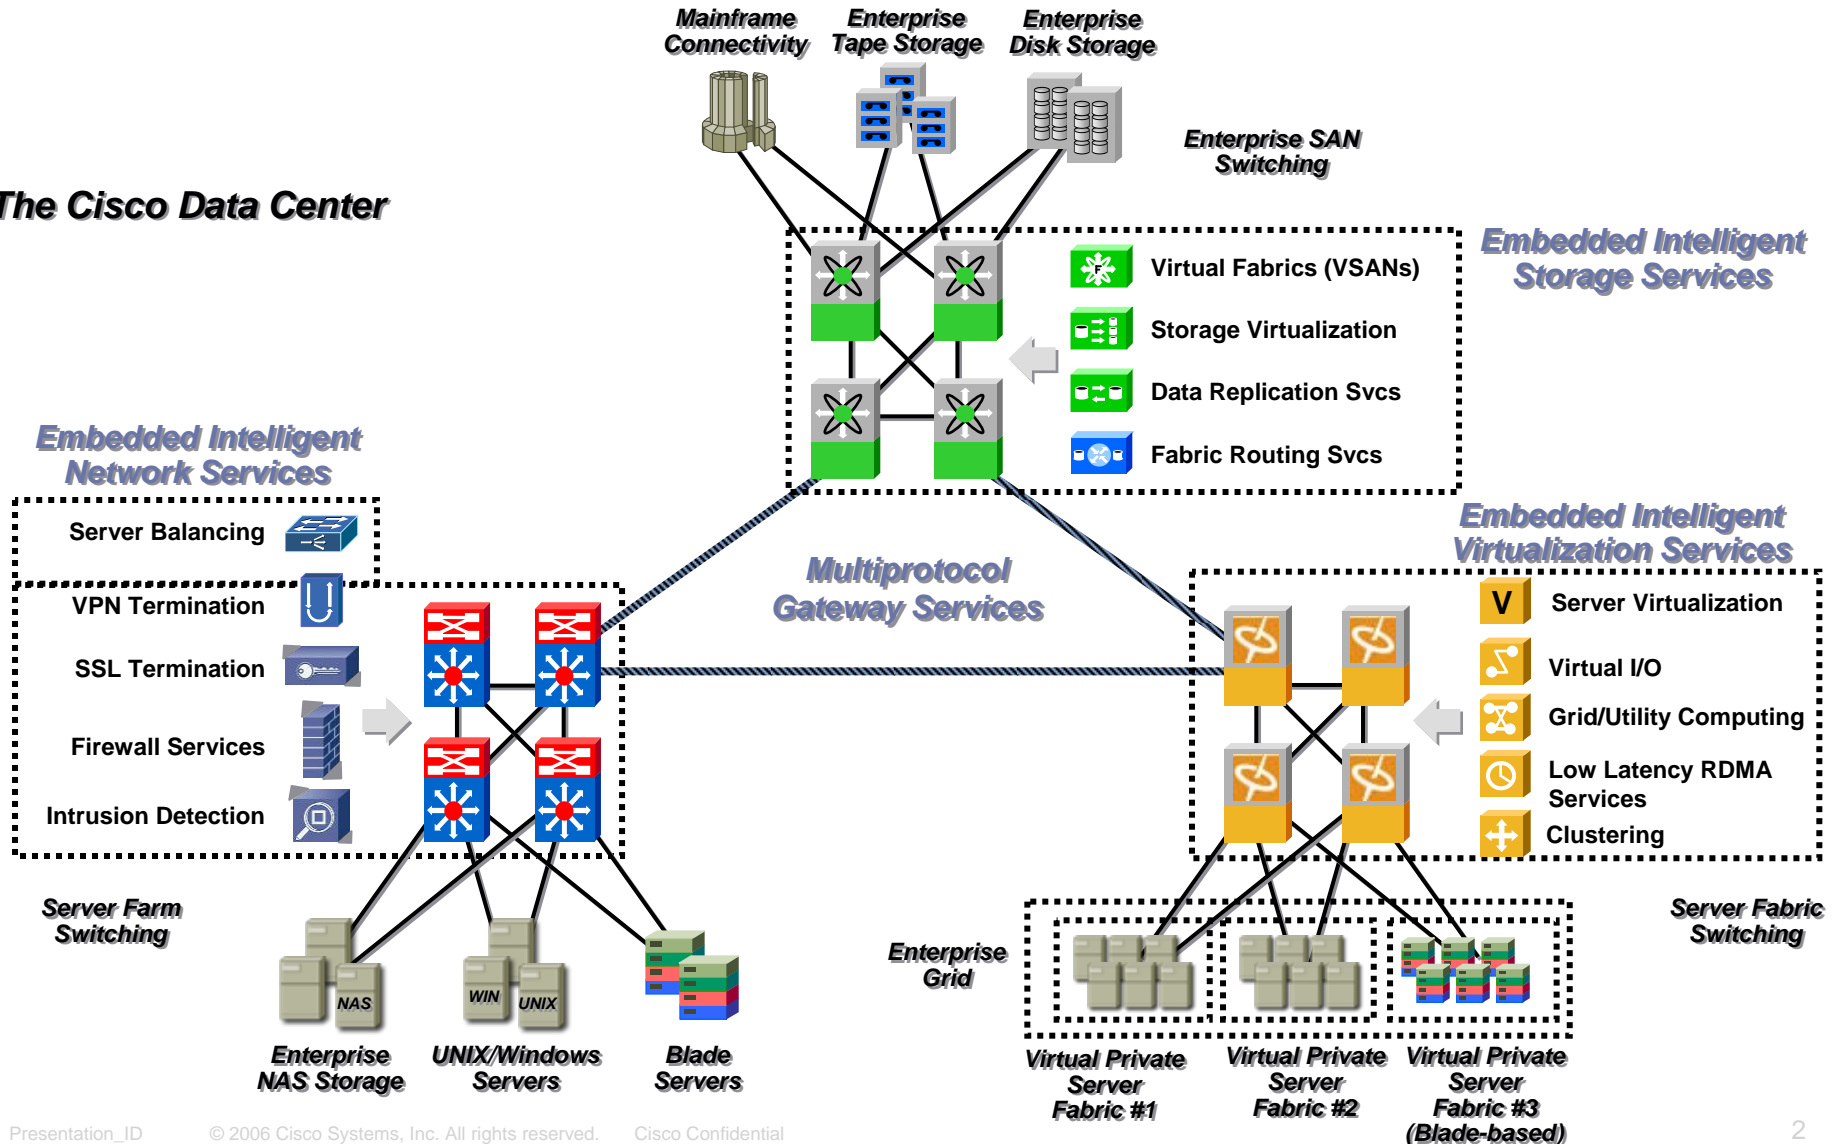 Mainframe
Connectivity
Enterprise
Tape Storage
Enterprise
Disk Storage
Enterprise SAN
Switching
The Cisco Data Center
Embedded Intelligent
Storage Services
Virtual Fabrics (VSANs)
F
Storage Virtualization
Data Replication Svcs
Fabric Routing Svcs
Embedded Intelligent
Network Services
Server Balancing
VPN Termination
SSL Termination
Firewall Services
Intrusion Detection
Multiprotocol
Gateway Services
Embedded Intelligent
Virtualization Services
V
Server Virtualization
Virtual I/O
Grid/Utility Computing
Low Latency RDMA
Services
Clustering
Server Farm
Switching
Enterprise
Grid
Server Fabric
Switching
NAS
WIN
UNIX
Enterprise
NAS Storage
UNIX/Windows
Servers
Blade
Servers
Virtual Private
Server
Fabric #1
Virtual Private
Server
Fabric #2
Virtual Private
Server
Fabric #3
(Blade-based)
Presentation_ID
© 2006 Cisco Systems, Inc. All rights reserved.
Cisco Confidential
2